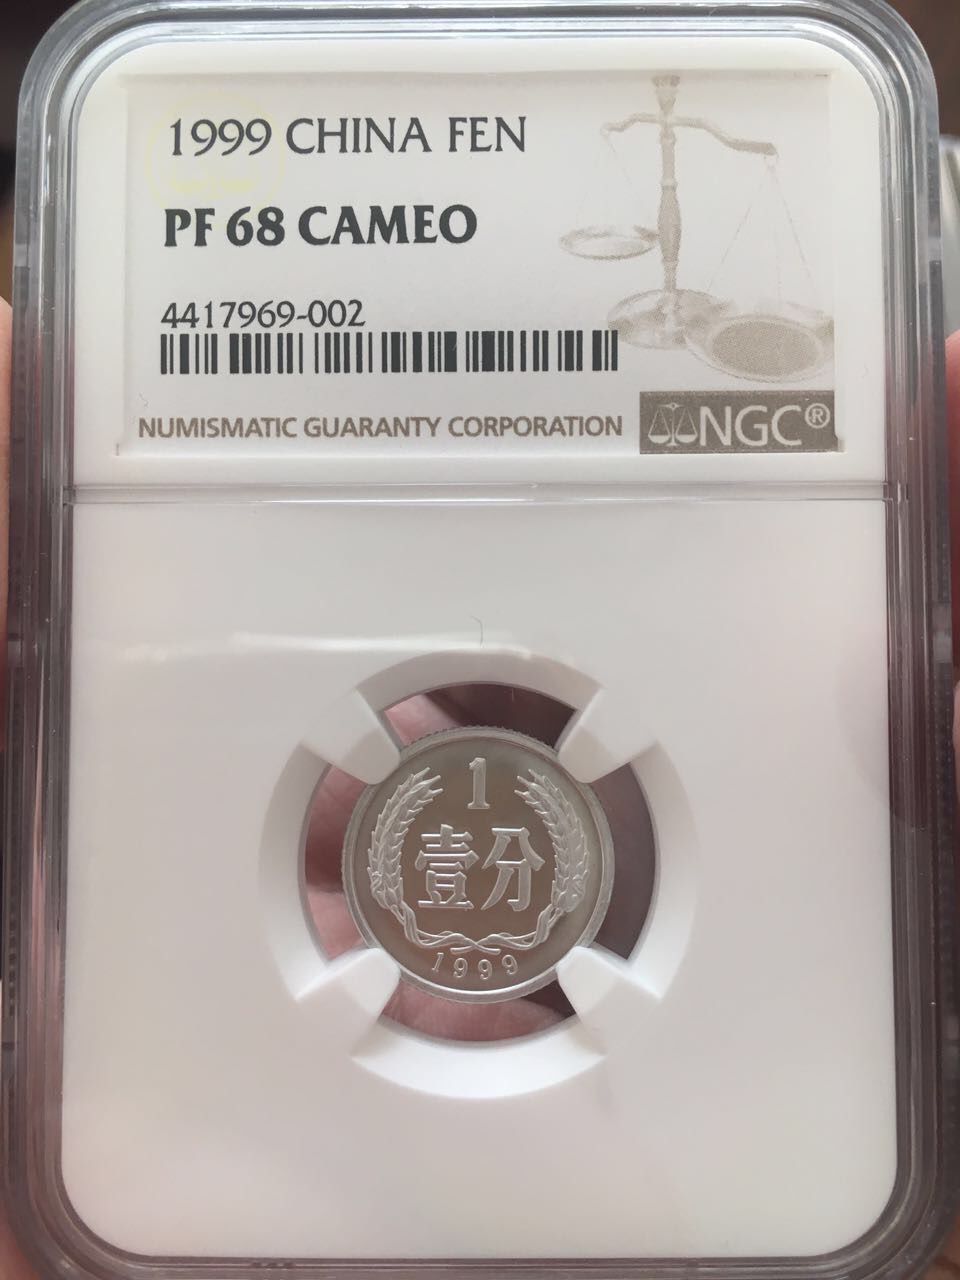 1999 CHINA FEN
PF 68 CAMEO
4417969-002
NUMISMATIC GUARANTY CORPORATION
NGC®
1
壹分
1999